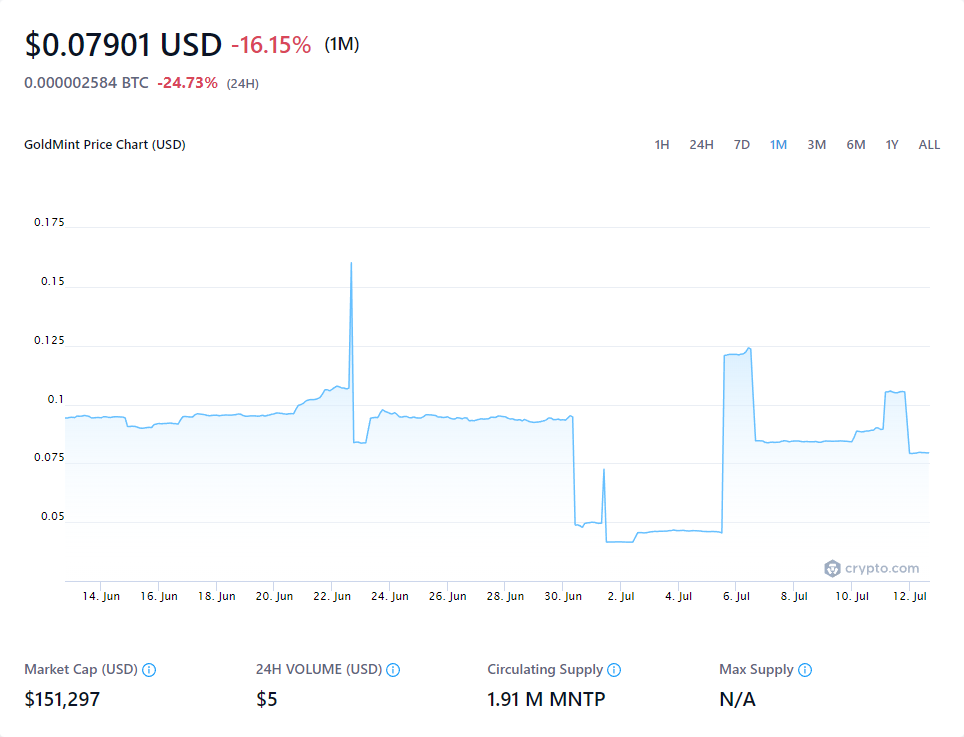 $0.07901 USD -16.15% (1M)
0.000002584 BTC -24.73% (24H)
GoldMint Price Chart (USD) 1H 24H 7D 1M 3M 6M 1Y ALL
0.175
0.15
0.125
0.1
0.075
0.05
crypto.com
14. Jun 16. Jun 18. Jun 20. Jun 22. Jun 24. Jun 26. Jun 28. Jun 30. Jun 2. Jul 4. Jul 6. Jul 8. Jul 10. Jul 12. Jul
Market Cap (USD) 24H VOLUME (USD) Circulating Supply Max Supply
$151,297 $5 1.91 M MNTP N/A